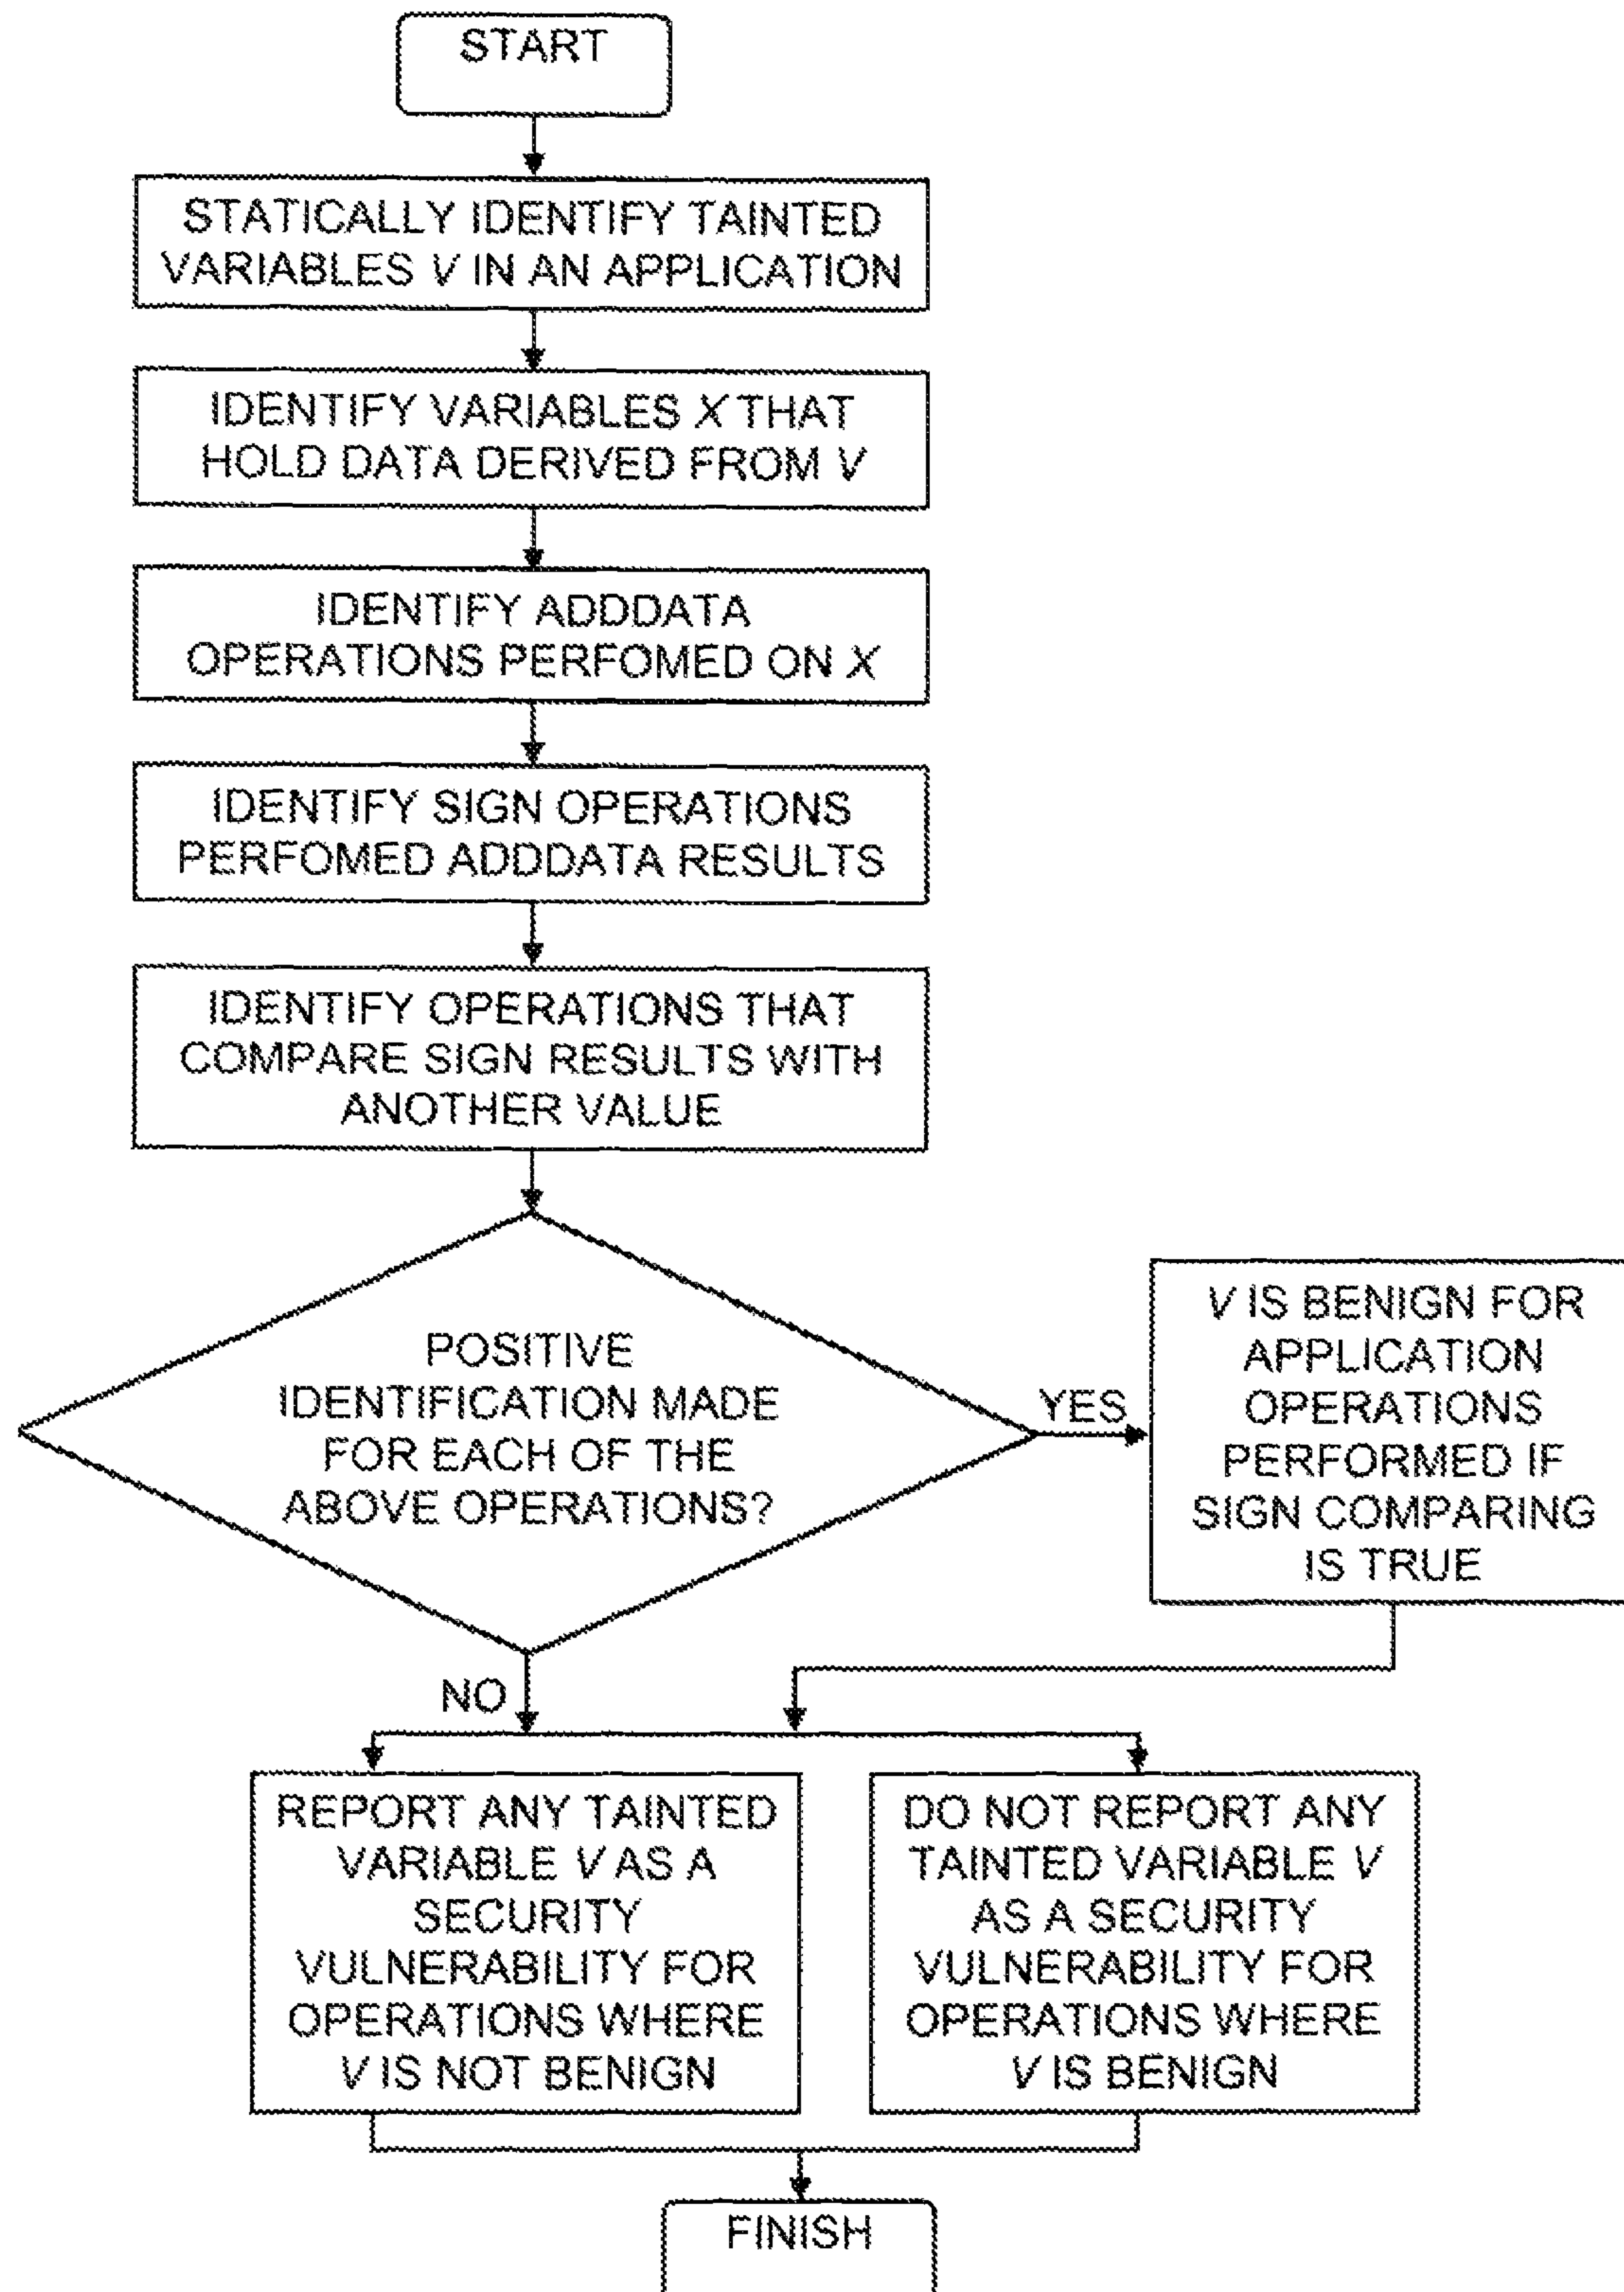 START
STATICALLY IDENTIFY TAINTED
VARIABLES V IN AN APPLICATION
IDENTIFY VARIABLES X THAT
HOLD DATA DERIVED FROM V
IDENTIFY ADDDATA
OPERATIONS PERFOMED ON X
IDENTIFY SIGN OPERATIONS
PERFOMED ADDDATA RESULTS
IDENTIFY OPERATIONS THAT
COMPARE SIGN RESULTS WITH
ANOTHER VALUE
POSITIVE
IDENTIFICATION MADE
FOR EACH OF THE
ABOVE OPERATIONS?
YES
V IS BENIGN FOR
APPLICATION
OPERATIONS
PERFORMED IF
SIGN COMPARING
IS TRUE
NO
REPORT ANY TAINTED
VARIABLE V AS A
SECURITY
VULNERABILITY FOR
OPERATIONS WHERE
V IS NOT BENIGN
DO NOT REPORT ANY
TAINTED VARIABLE V
AS A SECURITY
VULNERABILITY FOR
OPERATIONS WHERE
V IS BENIGN
FINISH